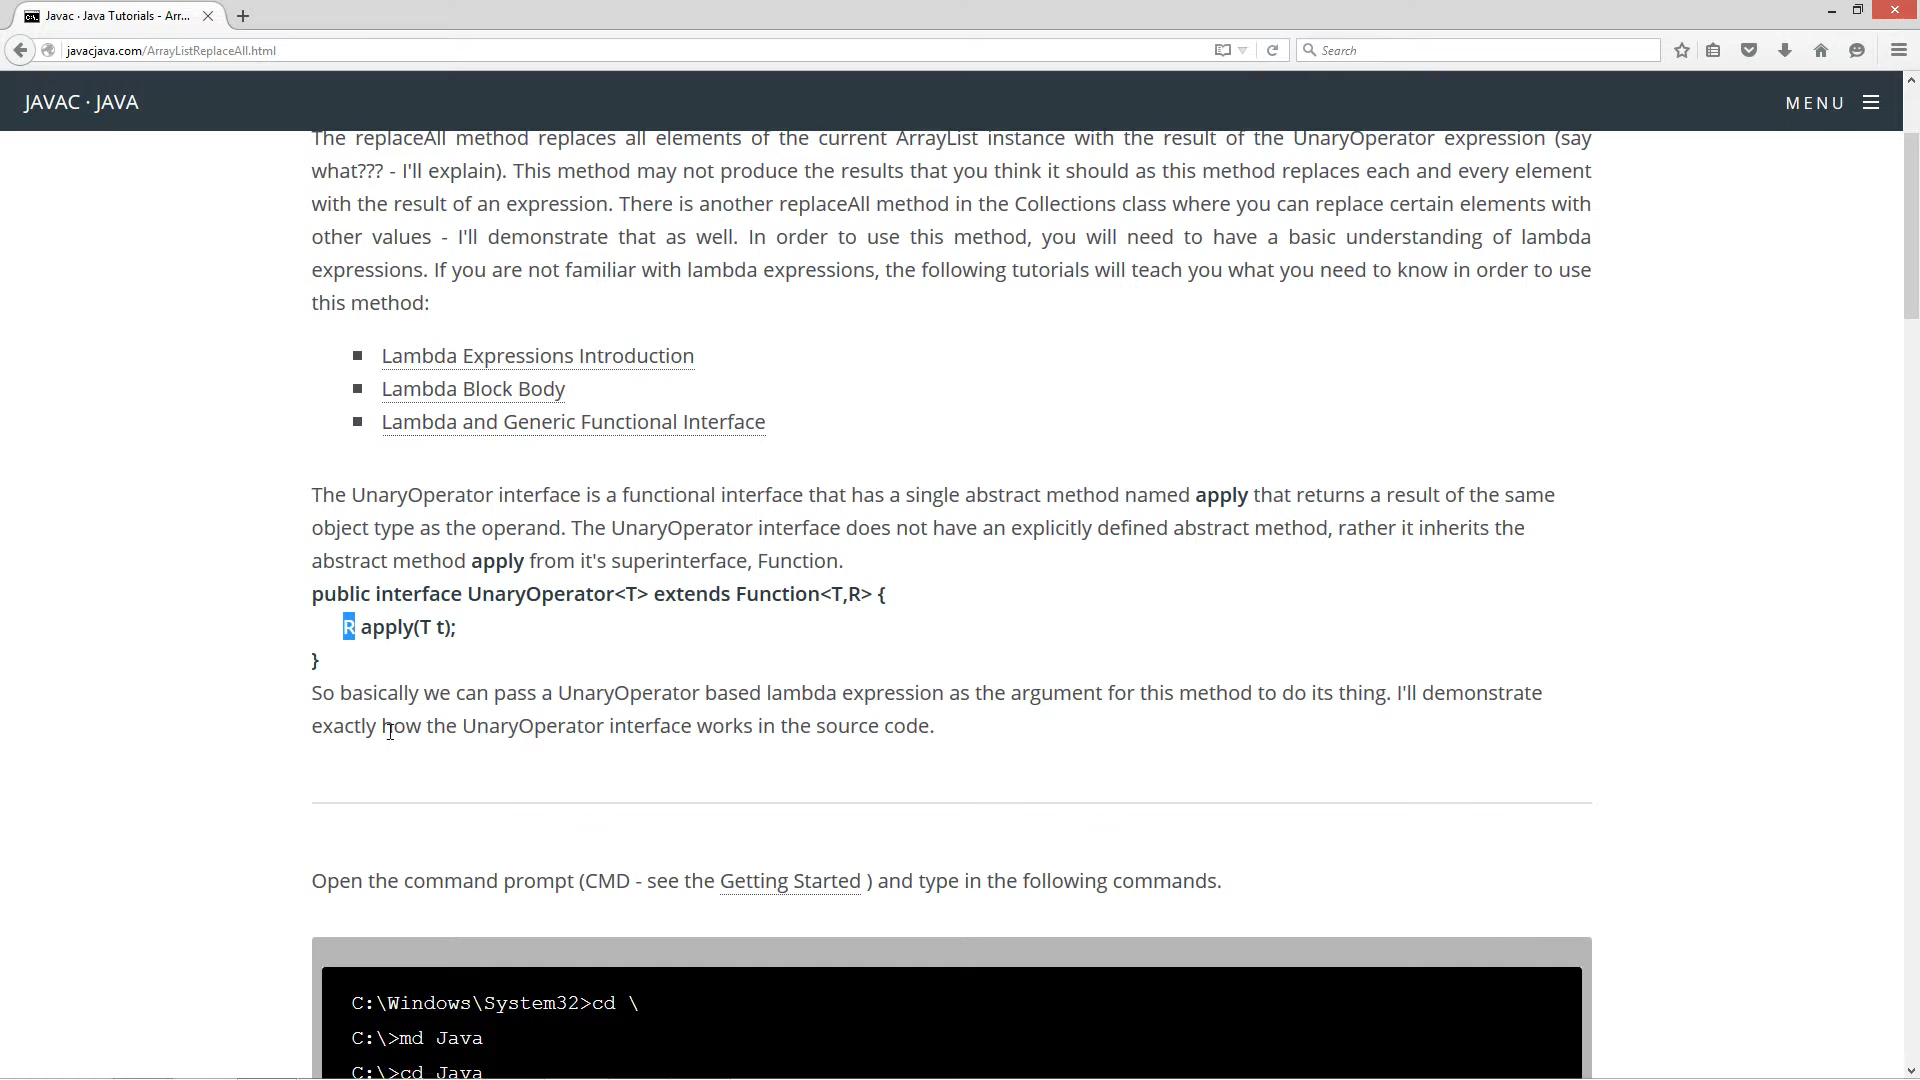 Javac · Java Tutorials - Arr...
javacjava.com/ArrayListReplaceAll.html
Search
JAVAC · JAVA
MENU
The replaceAll method replaces all elements of the current ArrayList instance with the result of the UnaryOperator expression (say
what??? - I'll explain). This method may not produce the results that you think it should as this method replaces each and every element
with the result of an expression. There is another replaceAll method in the Collections class where you can replace certain elements with
other values - I'll demonstrate that as well. In order to use this method, you will need to have a basic understanding of lambda
expressions. If you are not familiar with lambda expressions, the following tutorials will teach you what you need to know in order to use
this method:
Lambda Expressions Introduction
Lambda Block Body
Lambda and Generic Functional Interface
The UnaryOperator interface is a functional interface that has a single abstract method named apply that returns a result of the same
object type as the operand. The UnaryOperator interface does not have an explicitly defined abstract method, rather it inherits the
abstract method apply from it's superinterface, Function.
public interface UnaryOperator<T> extends Function<T,R> {
R apply(T t);
}
So basically we can pass a UnaryOperator based lambda expression as the argument for this method to do its thing. I'll demonstrate
exactly how the UnaryOperator interface works in the source code.
Open the command prompt (CMD - see the Getting Started ) and type in the following commands.
C:\Windows\System32>cd \
C:\>md Java
C:\>cd Java